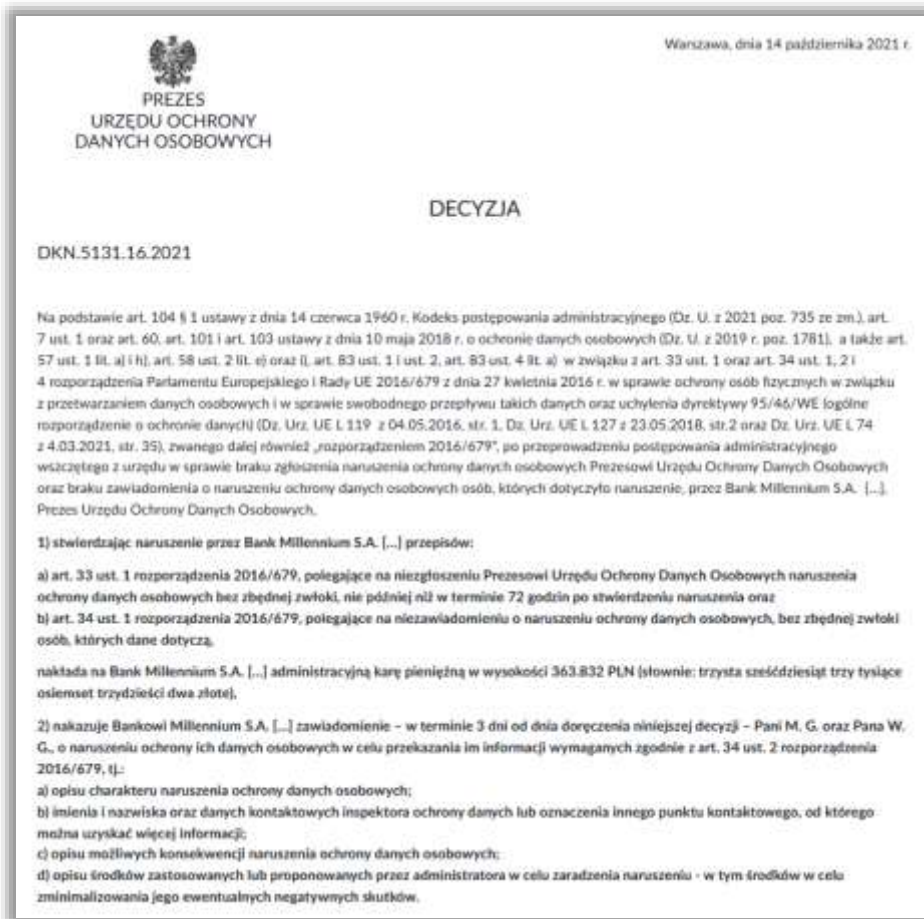 Warszawa, dnia 14 października 2021 r.
PREZES
URZĘDU OCHRONY
DANYCH OSOBOWYCH
DECYZJA
DKN.5131.16.2021
Na podstawie art. 104 § 1 ustawy z dnia 14 czerwca 1960 r. Kodeks postępowania administracyjnego (Dz. U. z 2021 poz. 735 ze zm.), art.
7 ust. 1 oraz art. 60, art. 101 i art. 103 ustawy z dnia 10 maja 2018 r. o ochronie danych osobowych (Dz. U. z 2019 r. poz. 1781), a także art.
57 ust. 1 lit. a) i h), art. 58 ust. 2 lit. e) oraz i), art. 83 ust. 1 i ust. 2, art. 83 ust. 4 lit. a) w związku z art. 33 ust. 1 oraz art. 34 ust. 1, 2 i
4 rozporządzenia Parlamentu Europejskiego i Rady UE 2016/679 z dnia 27 kwietnia 2016 r. w sprawie ochrony osób fizycznych w związku
z przetwarzaniem danych osobowych i w sprawie swobodnego przepływu takich danych oraz uchylenia dyrektywy 95/46/WE (ogólne
rozporządzenie o ochronie danych) (Dz. Urz. UE L 119 z 04.05.2016, str. 1, Dz. Urz. UE L 127 z 23.05.2018, str.2 oraz Dz. Urz. UE L 74
z 4.03.2021, str. 35), zwanego dalej również „rozporządzeniem 2016/679”, po przeprowadzeniu postępowania administracyjnego
wszczętego z urzędu w sprawie braku zgłoszenia naruszenia ochrony danych osobowych Prezesowi Urzędu Ochrony Danych Osobowych
oraz braku zawiadomienia o naruszeniu ochrony danych osobowych osób, których dotyczyło naruszenie, przez Bank Millennium S.A. [...],
Prezes Urzędu Ochrony Danych Osobowych,
1) stwierdzając naruszenie przez Bank Millennium S.A. [...] przepisów:
a) art. 33 ust. 1 rozporządzenia 2016/679, polegające na niezgłoszeniu Prezesowi Urzędu Ochrony Danych Osobowych naruszenia
ochrony danych osobowych bez zbędnej zwłoki, nie później niż w terminie 72 godzin po stwierdzeniu naruszenia oraz
b) art. 34 ust. 1 rozporządzenia 2016/679, polegające na niezawiadomieniu o naruszeniu ochrony danych osobowych, bez zbędnej zwłoki
osób, których dane dotyczą,
nakłada na Bank Millennium S.A. [...] administracyjną karę pieniężną w wysokości 363.832 PLN (słownie: trzysta sześćdziesiąt trzy tysiące
osiemset trzydzieści dwa złote),
2) nakazuje Bankowi Millennium S.A. [...] zawiadomienie – w terminie 3 dni od dnia doręczenia niniejszej decyzji – Pani M. G. oraz Pana W.
G., o naruszeniu ochrony ich danych osobowych w celu przekazania im informacji wymaganych zgodnie z art. 34 ust. 2 rozporządzenia
2016/679, tj.:
a) opisu charakteru naruszenia ochrony danych osobowych;
b) imienia i nazwiska oraz danych kontaktowych inspektora ochrony danych lub oznaczenia innego punktu kontaktowego, od którego
można uzyskać więcej informacji;
c) opisu możliwych konsekwencji naruszenia ochrony danych osobowych;
d) opisu środków zastosowanych lub proponowanych przez administratora w celu zaradzenia naruszeniu - w tym środków w celu
zminimalizowania jego ewentualnych negatywnych skutków.